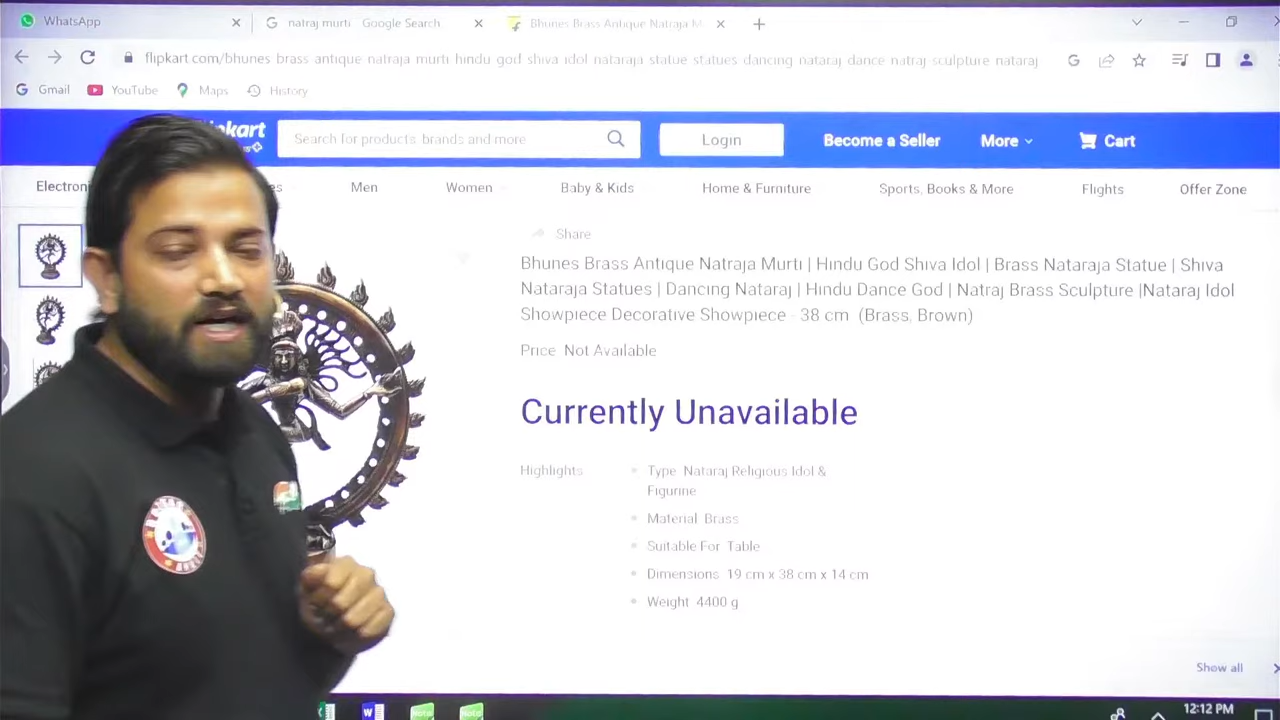 WhatsApp
natraj murti Google Search
Bhunes Brass Antique Natraja M
flipkart.com/bhunes brass antique natraja murti hindu god shiva idol nataraja statue statues dancing nataraj dance natraj sculpture nataraj
Gmail YouTube Maps History
Search for products brands and more
Login
Become a Seller
More
Cart
Men
Women
Baby & Kids
Home & Furniture
Sports, Books & More
Flights
Offer Zone
Share
Bhunes Brass Antique Natraja Murti | Hindu God Shiva Idol | Brass Nataraja Statue | Shiva
Nataraja Statues | Dancing Nataraj | Hindu Dance God | Natraj Brass Sculpture |Nataraj Idol
Showpiece Decorative Showpiece - 38 cm (Brass, Brown)
Price Not Available
Currently Unavailable
Highlights
Type Nataraj Religious Idol &
Figurine
Material Brass
Suitable For Table
Dimensions 19 cm x 38 cm x 14 cm
Weight 4400 g
Show all
12:12 PM